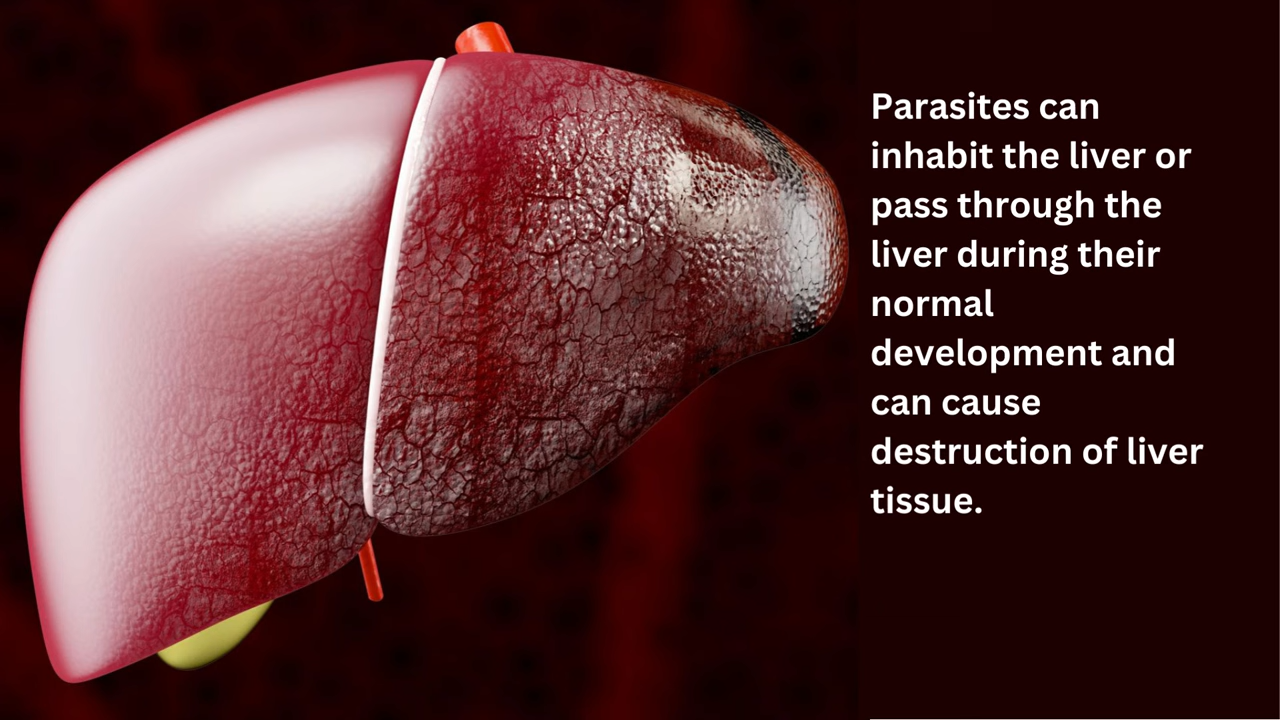 Parasites can
inhabit the liver or
pass through the
liver during their
normal
development and
can cause
destruction of liver
tissue.